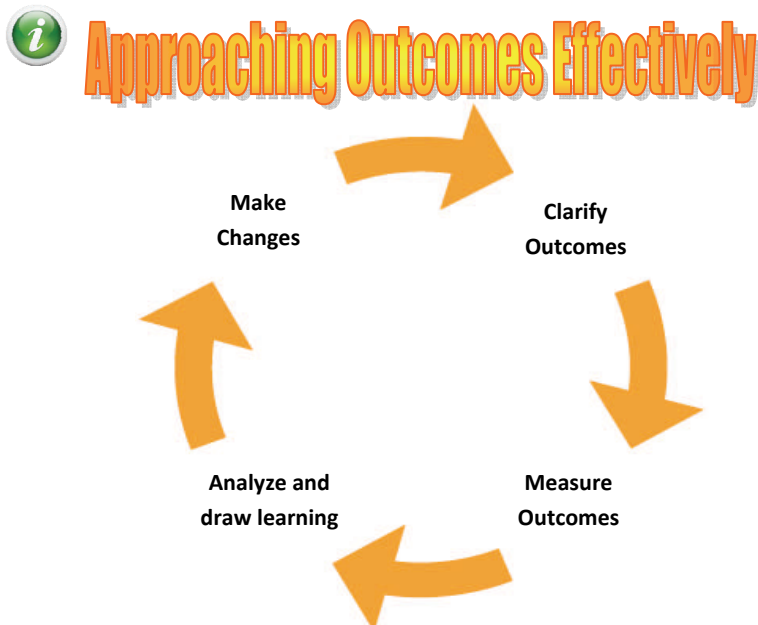 i
Approaching Outcomes Effectively
Make
Changes
Clarify
Outcomes
Measure
Outcomes
Analyze and
draw learning